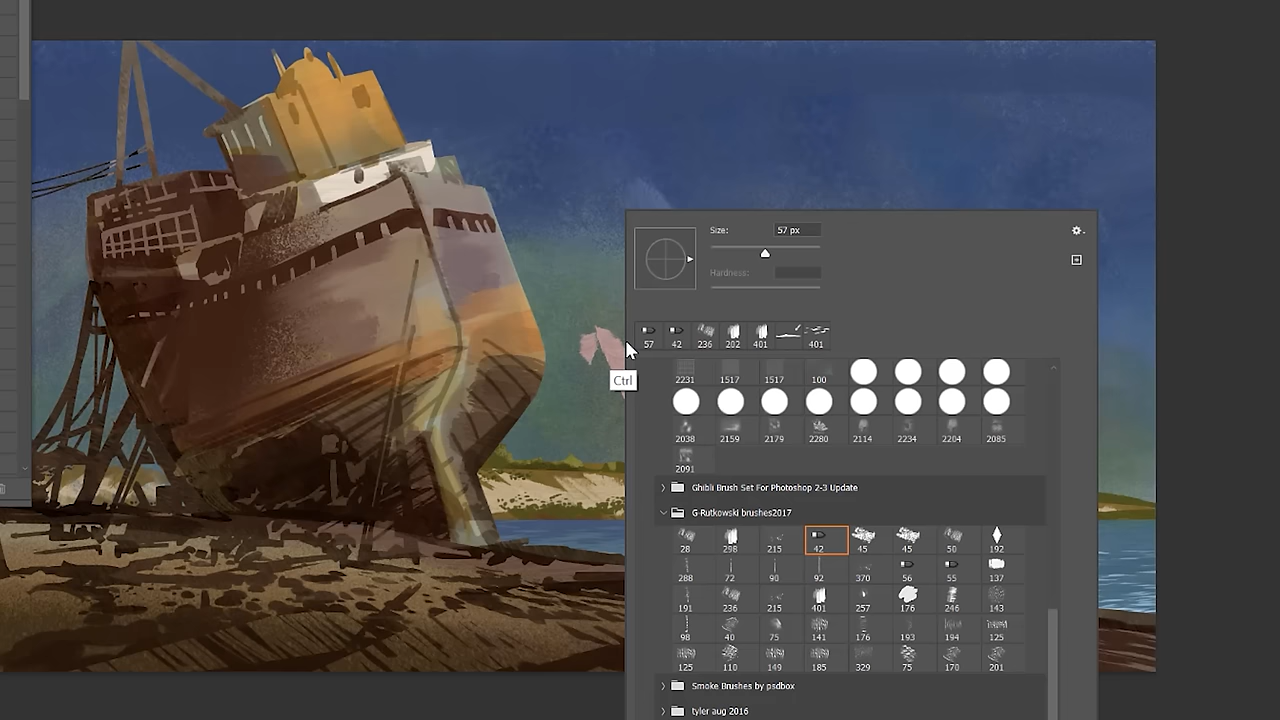 Size:
57 px
Hardness:
57 42 236 202 401 401
Ctrl
2231 1517 1517 100
2038 2159 2179 2280 2114 2234 2204 2085
2091
Ghibli Brush Set For Photoshop 2-3 Update
G-Rutkowski brushes2017
28 298 215 42 45 45 50 192
288 72 90 92 370 56 55 137
191 236 215 401 257 176 246 143
98 40 75 141 176 193 194 125
125 110 149 185 329 75 170 201
Smoke Brushes by psdbox
tyler aug 2016